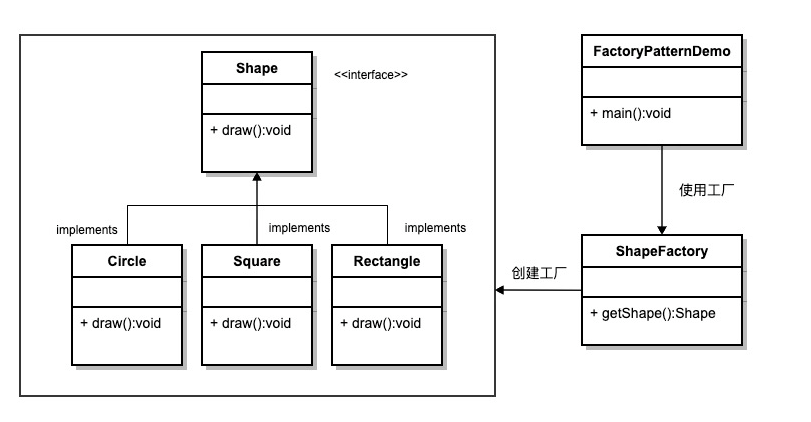 Shape
<<interface>>
+ draw():void
implements
implements
implements
Circle
+ draw():void
Square
+ draw():void
Rectangle
+ draw():void
FactoryPatternDemo
+ main():void
使用工厂
ShapeFactory
+ getShape():Shape
创建工厂